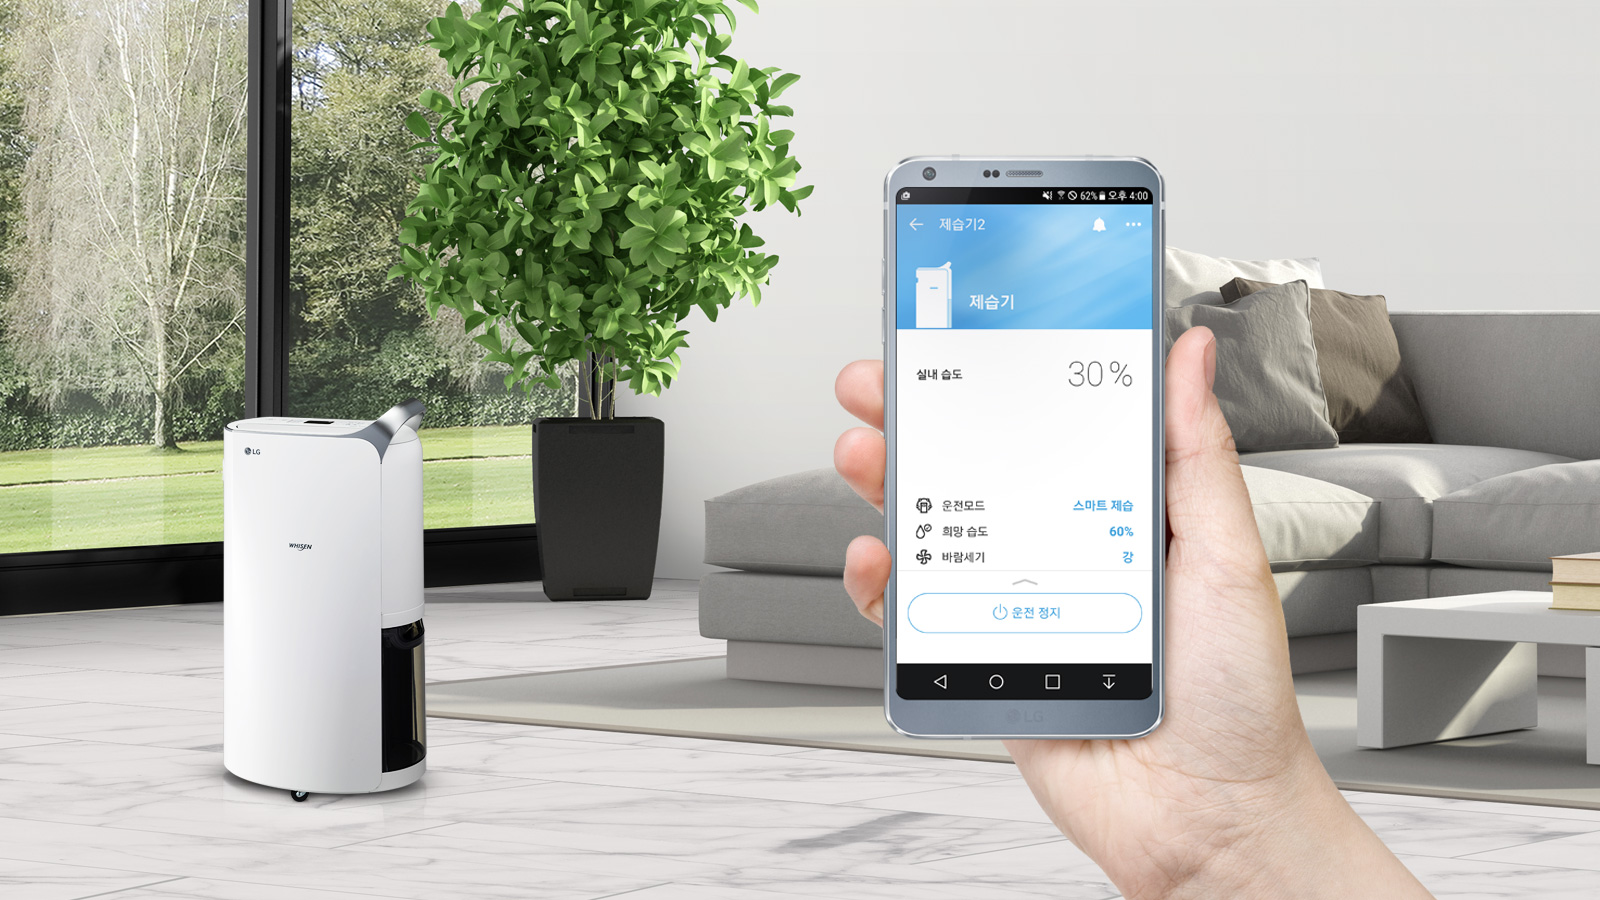 LG
WHISEN
62% 오후 4:00
제습기2
제습기
실내 습도 30 %
운전모드 스마트 제습
희망 습도 60%
바람세기 강
운전 정지
LG